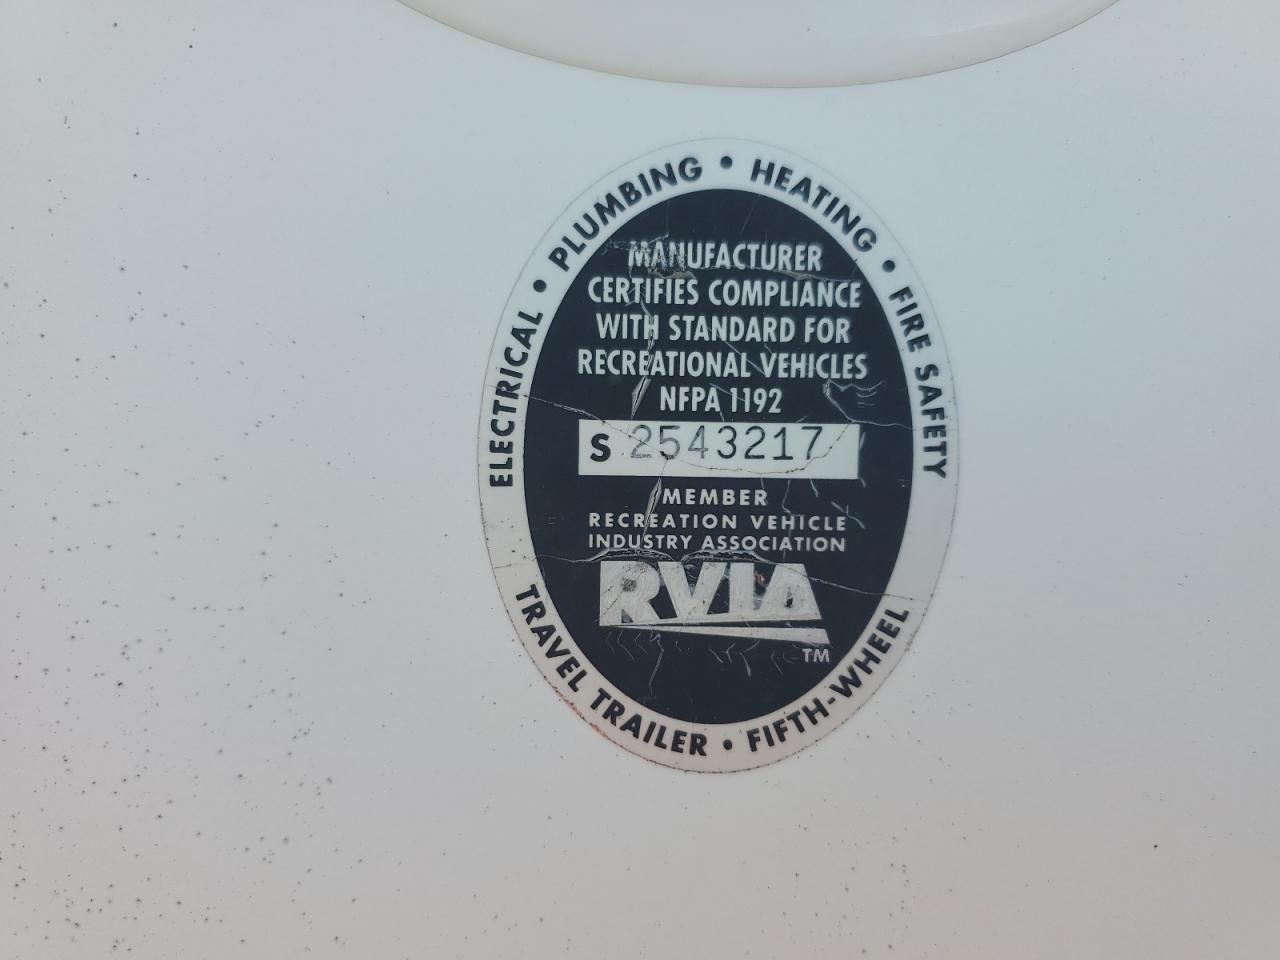 ELECTRICAL • PLUMBING • HEATING • FIRE SAFETY
MANUFACTURER
CERTIFIES COMPLIANCE
WITH STANDARD FOR
RECREATIONAL VEHICLES
NFPA 1192
S 2543217
MEMBER
RECREATION VEHICLE
INDUSTRY ASSOCIATION
RVIA
TM
TRAVEL TRAILER • FIFTH-WHEEL